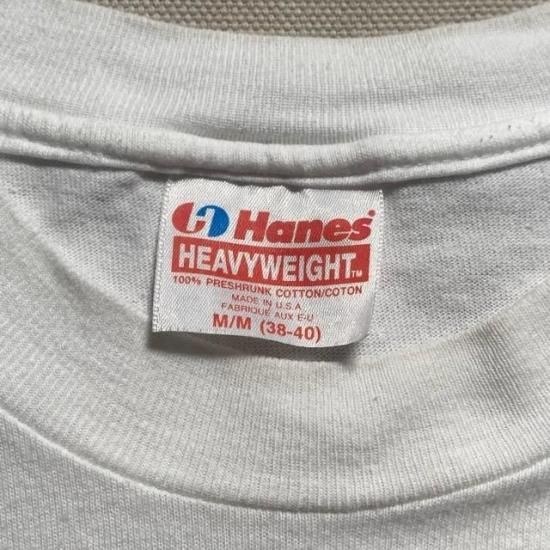 Hanes®
HEAVYWEIGHT™
100% PRESHRUNK COTTON/COTON
MADE IN U.S.A
FABRIQUE AUX E-U
M/M (38-40)